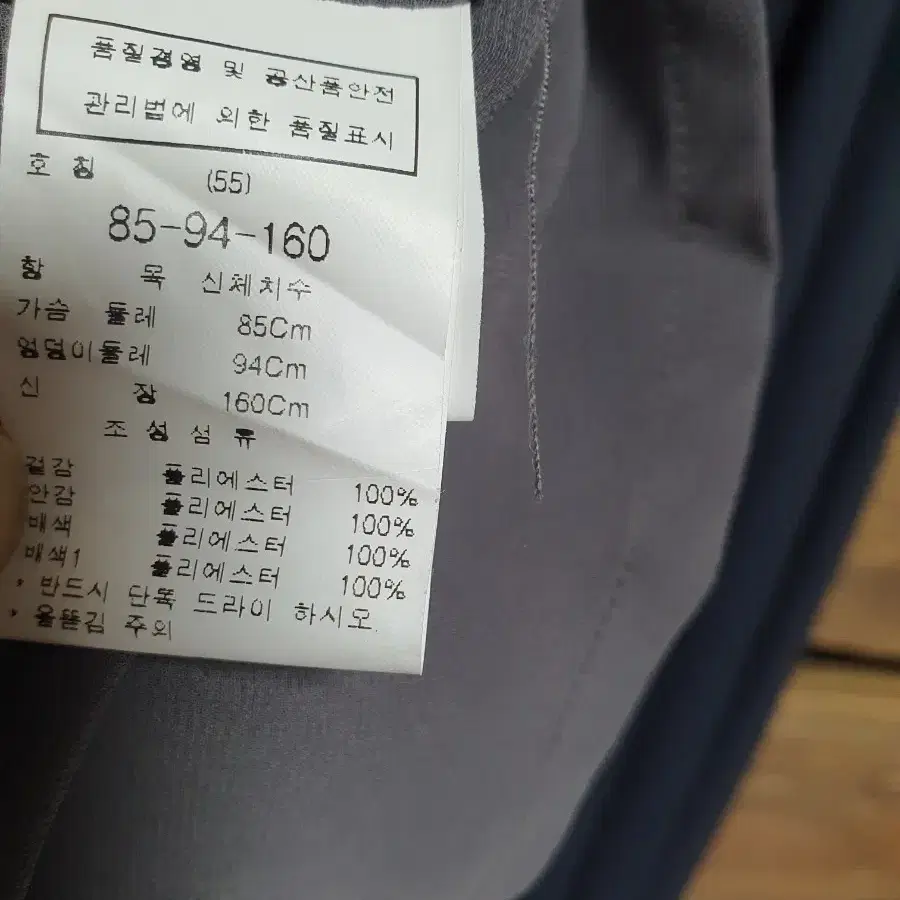 품질경영 및 공산품안전
관리법에 의한 품질표시
호 칭 (55)
85-94-160
항 목 신체치수
가슴 둘레 85Cm
엉덩이둘레 94Cm
신 장 160Cm
조 성 섬 유
겉감 폴리에스터 100%
안감 폴리에스터 100%
배색 폴리에스터 100%
배색1 폴리에스터 100%
* 반드시 단독 드라이 하시오.
* 올뜯김 주의